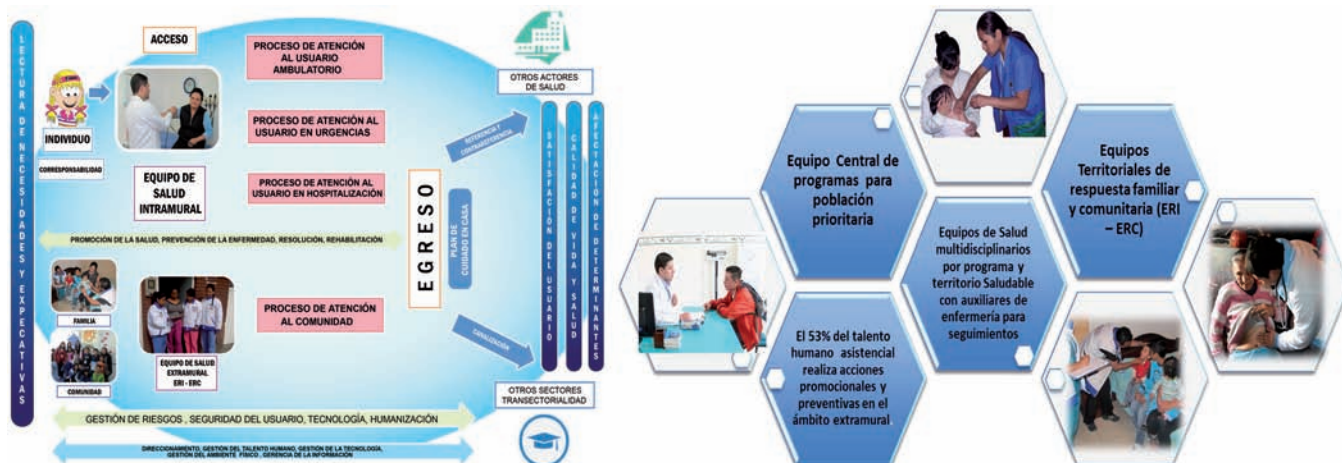 LECTURA DE NECESIDADES Y EXPECATIVAS
INDIVIDUO
CORRESPONSABILIDAD
ACCESO
EQUIPO DE
SALUD
INTRAMURAL
PROCESO DE ATENCIÓN
AL USUARIO
AMBULATORIO
PROCESO DE ATENCIÓN AL
USUARIO EN URGENCIAS
PROCESO DE ATENCIÓN AL
USUARIO EN HOSPITALIZACIÓN
PROMOCIÓN DE LA SALUD, PREVENCIÓN DE LA ENFERMEDAD, RESOLUCIÓN, REHABILITACIÓN
FAMILIA
COMUNIDAD
EQUIPO DE SALUD
EXTRAMURAL
ERI - ERC
PROCESO DE ATENCIÓN
AL COMUNIDAD
EGRESO
REFERENCIA Y
CONTRAREFERENCIA
PLAN DE
CUIDADO EN CASA
CANALIZACIÓN
OTROS ACTORES
DE SALUD
SATISFACCIÓN DEL USUARIO
CALIDAD DE VIDA Y SALUD
AFECTACIÓN DE DETERMINANTES
OTROS SECTORES
TRANSECTORIALIDAD
GESTIÓN DE RIESGOS , SEGURIDAD DEL USUARIO, TECNOLOGÍA, HUMANIZACIÓN
DIRECCIONAMIENTO, GESTIÓN DEL TALENTO HUMANO, GESTIÓN DE LA TECNOLOGÍA,
GESTIÓN DEL AMBIENTE FÍSICO , GERENCIA DE LA INFORMACIÓN
Equipo Central de
programas para
población
prioritaria
Equipos
Territoriales de
respuesta familiar
y comunitaria (ERI
– ERC)
Equipos de Salud
multidisciplinarios
por programa y
territorio Saludable
con auxiliares de
enfermería para
seguimientos
El 53% del talento
humano asistencial
realiza acciones
promocionales y
preventivas en el
ámbito extramural.